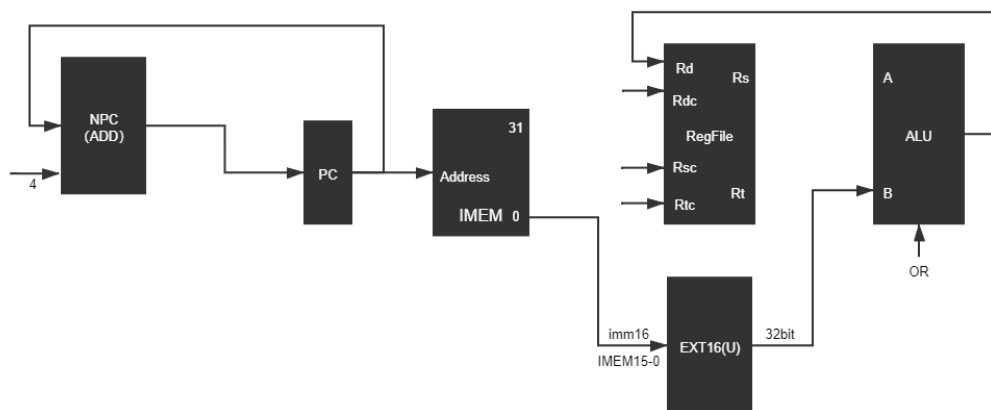 NPC
(ADD)
4
PC
31
Address
IMEM 0
imm16
IMEM15-0
Rd
Rs
Rdc
RegFile
Rsc
Rt
Rtc
EXT16(U)
32bit
A
ALU
B
OR